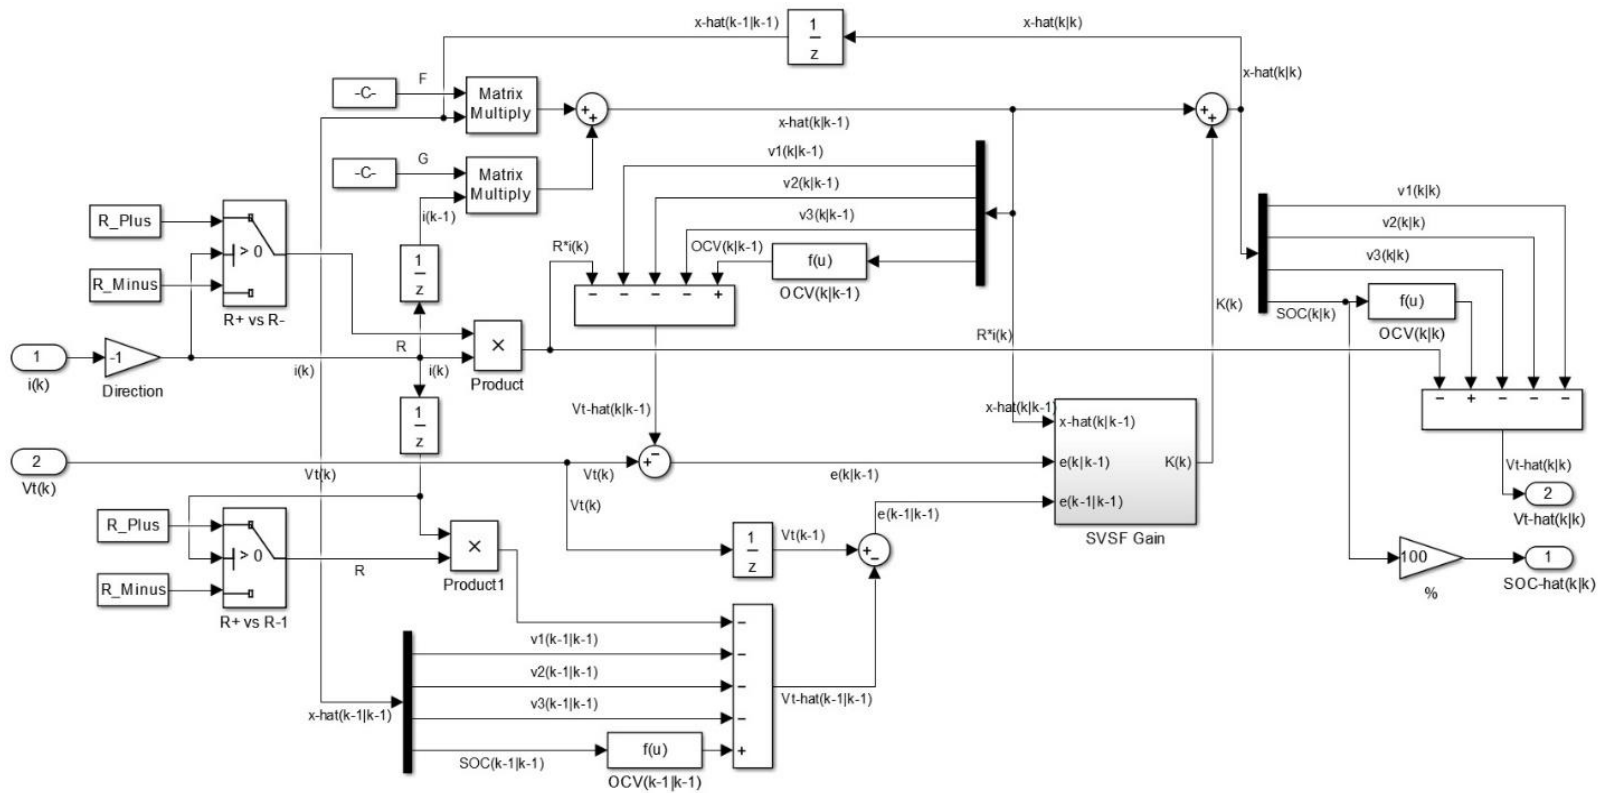 x-hat(k-1|k-1)
1
z
x-hat(k|k)
x-hat(k|k)
-C-
F
Matrix
Multiply
+
+
x-hat(k|k-1)
+
+
-C-
G
Matrix
Multiply
i(k-1)
v1(k|k-1)
v2(k|k-1)
v3(k|k-1)
v1(k|k)
v2(k|k)
v3(k|k)
R_Plus
> 0
R_Minus
R+ vs R-
1
z
R*i(k)
OCV(k|k-1)
f(u)
OCV(k|k-1)
− − − − +
K(k)
SOC(k|k)
f(u)
OCV(k|k)
1
i(k)
-1
Direction
i(k)
R
i(k)
×
Product
R*i(k)
− + − − −
1
z
Vt-hat(k|k-1)
x-hat(k|k-1)
x-hat(k|k-1)
e(k|k-1)
e(k-1|k-1)
K(k)
SVSF Gain
2
Vt(k)
Vt(k)
Vt(k)
+
−
e(k|k-1)
Vt(k)
e(k-1|k-1)
Vt-hat(k|k)
2
Vt-hat(k|k)
R_Plus
> 0
R_Minus
R+ vs R-1
R
×
Product1
1
z
Vt(k-1)
+
−
100
%
1
SOC-hat(k|k)
−
v1(k-1|k-1)
−
v2(k-1|k-1)
−
v3(k-1|k-1)
−
x-hat(k-1|k-1)
SOC(k-1|k-1)
f(u)
OCV(k-1|k-1)
+
Vt-hat(k-1|k-1)